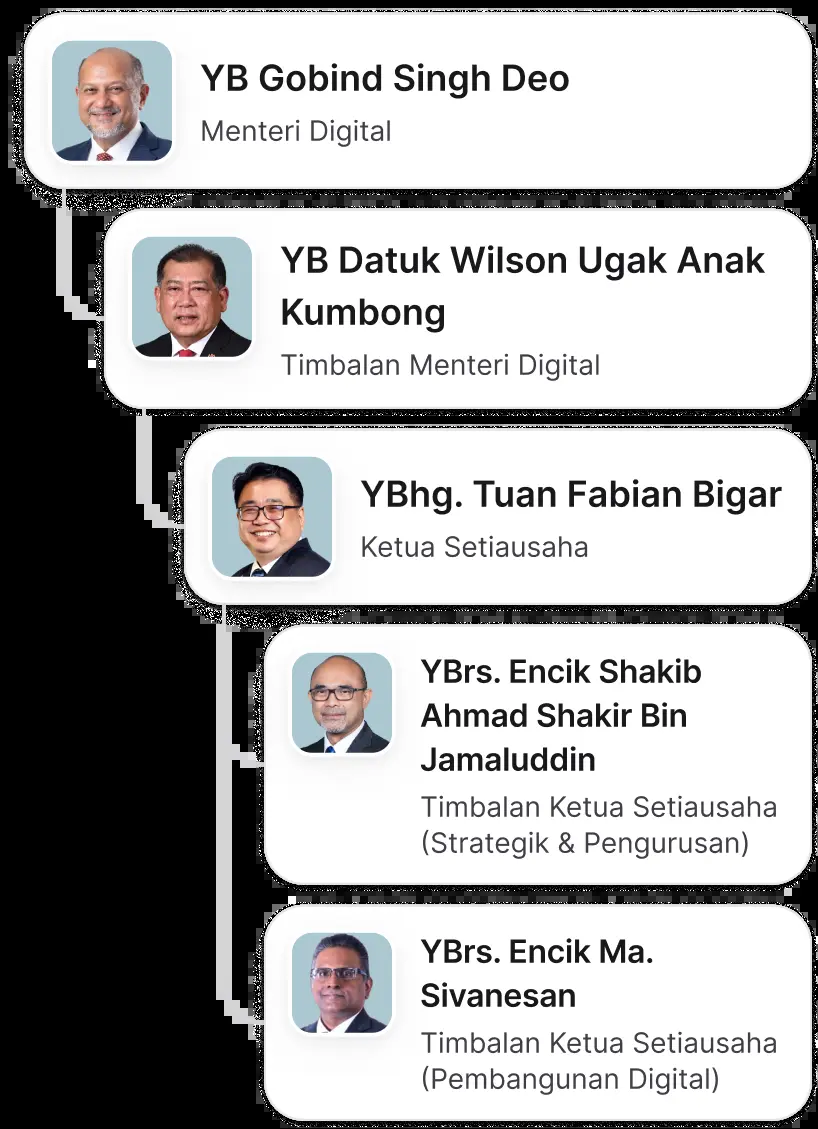 YB Gobind Singh Deo
Menteri Digital
YB Datuk Wilson Ugak Anak
Kumbong
Timbalan Menteri Digital
YBhg. Tuan Fabian Bigar
Ketua Setiausaha
YBrs. Encik Shakib
Ahmad Shakir Bin
Jamaluddin
Timbalan Ketua Setiausaha
(Strategik & Pengurusan)
YBrs. Encik Ma.
Sivanesan
Timbalan Ketua Setiausaha
(Pembangunan Digital)